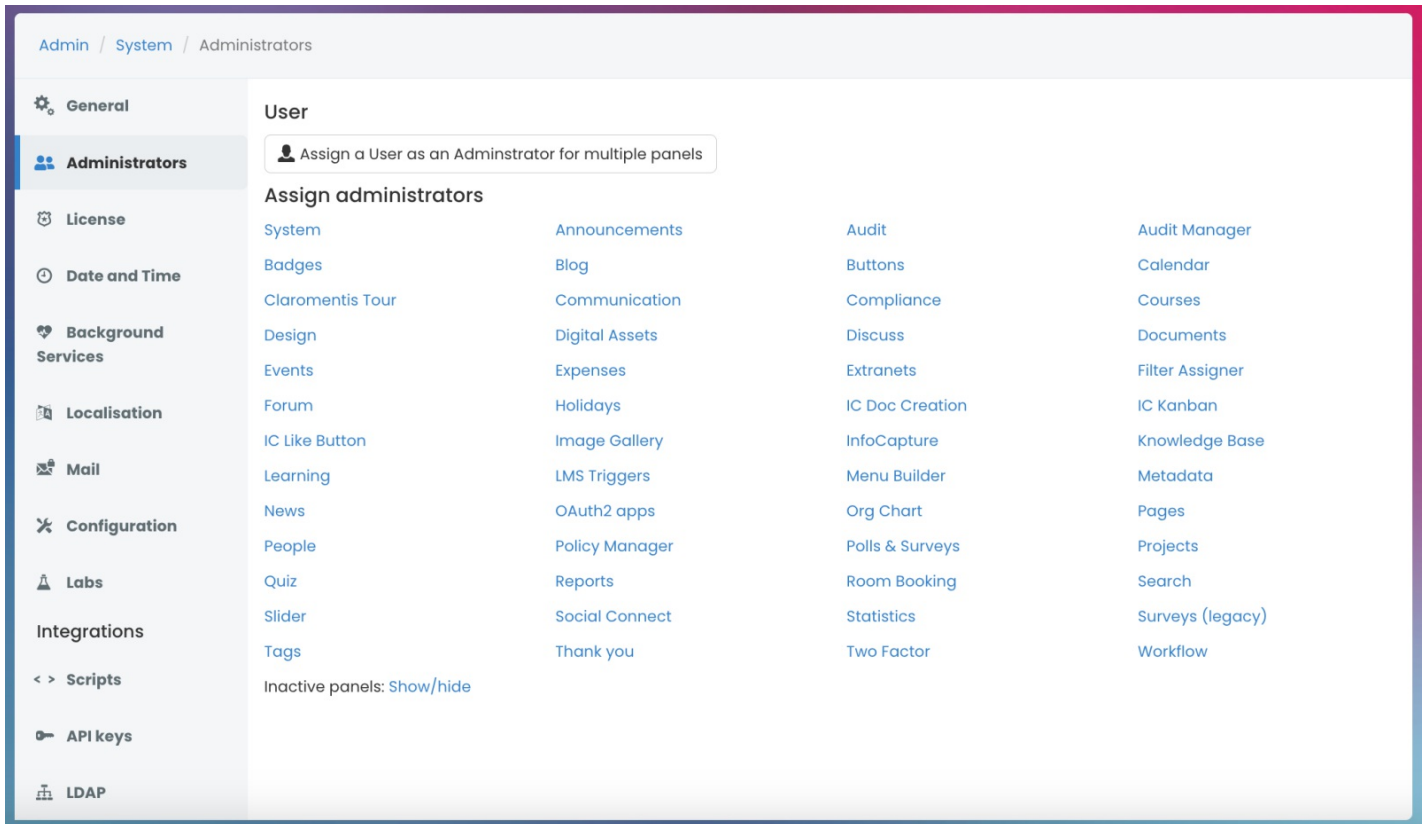 Admin / System / Administrators
General
Administrators
License
Date and Time
Background
Services
Localisation
Mail
Configuration
Labs
Integrations
< > Scripts
API keys
LDAP
User
Assign a User as an Adminstrator for multiple panels
Assign administrators
System Announcements Audit Audit Manager
Badges Blog Buttons Calendar
Claromentis Tour Communication Compliance Courses
Design Digital Assets Discuss Documents
Events Expenses Extranets Filter Assigner
Forum Holidays IC Doc Creation IC Kanban
IC Like Button Image Gallery InfoCapture Knowledge Base
Learning LMS Triggers Menu Builder Metadata
News OAuth2 apps Org Chart Pages
People Policy Manager Polls & Surveys Projects
Quiz Reports Room Booking Search
Slider Social Connect Statistics Surveys (legacy)
Tags Thank you Two Factor Workflow
Inactive panels: Show/hide